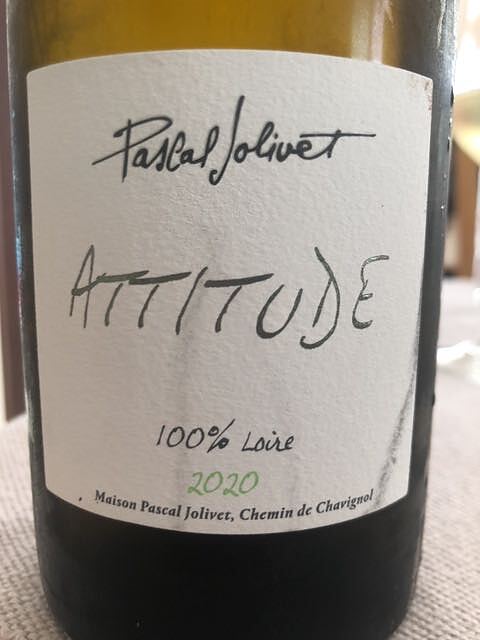 Pascal Jolivet
ATTITUDE
100% Loire
2020
Maison Pascal Jolivet, Chemin de Chavignol